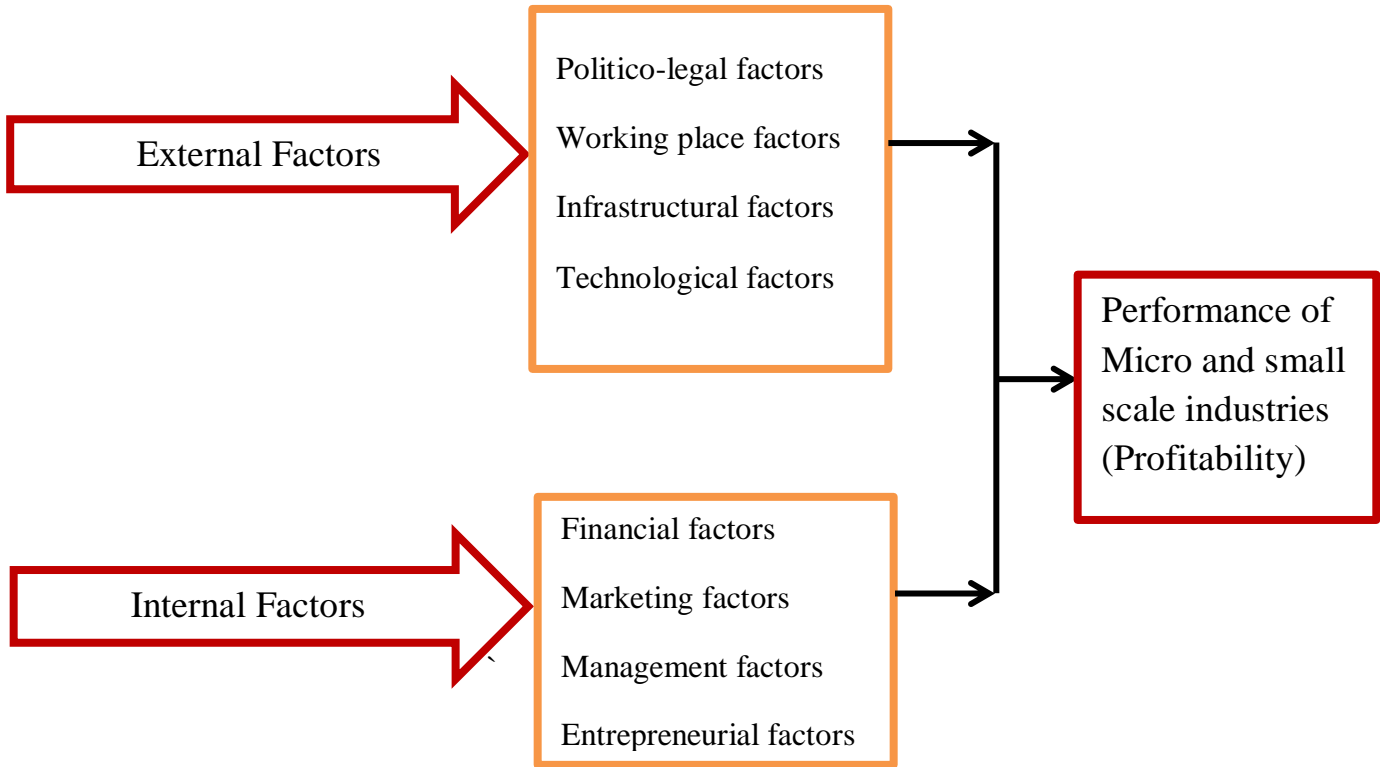 External Factors
Politico-legal factors
Working place factors
Infrastructural factors
Technological factors
Performance of
Micro and small
scale industries
(Profitability)
Internal Factors
`
Financial factors
Marketing factors
Management factors
Entrepreneurial factors